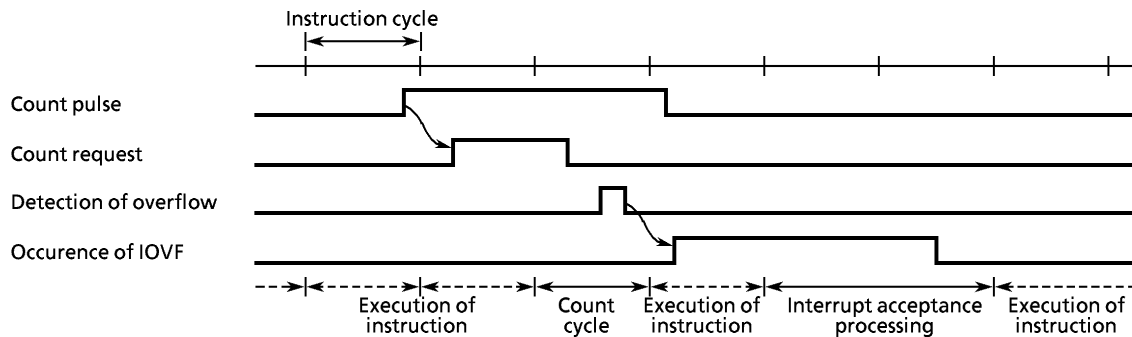 Instruction cycle
Count pulse
Count request
Detection of overflow
Occurence of IOVF
Execution of
instruction
Count
cycle
Execution of
instruction
Interrupt acceptance
processing
Execution of
instruction